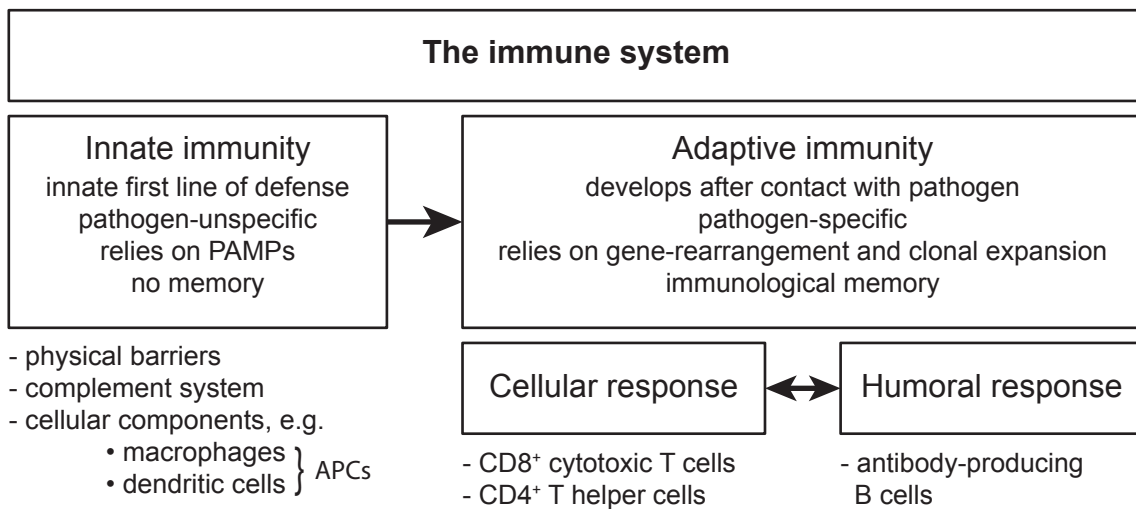 The immune system
Innate immunity
innate first line of defense
pathogen-unspecific
relies on PAMPs
no memory
Adaptive immunity
develops after contact with pathogen
pathogen-specific
relies on gene-rearrangement and clonal expansion
immunological memory
- physical barriers
- complement system
- cellular components, e.g.
• macrophages
• dendritic cells
} APCs
Cellular response
- CD8⁺ cytotoxic T cells
- CD4⁺ T helper cells
Humoral response
- antibody-producing
B cells